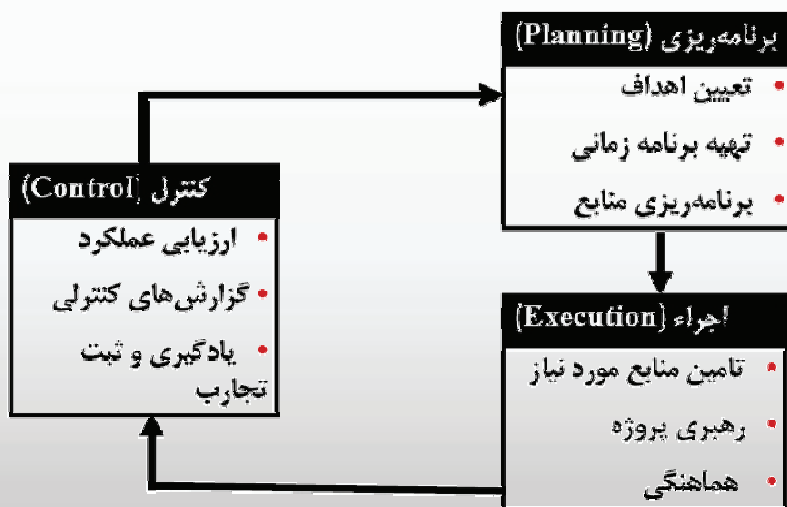 برنامه‌ریزی (Planning)
• تعیین اهداف
• تهیه برنامه زمانی
• برنامه‌ریزی منابع
اجراء (Execution)
• تامین منابع مورد نیاز
• رهبری پروژه
• هماهنگی
کنترل (Control)
• ارزیابی عملکرد
• گزارش‌های کنترلی
• یادگیری و ثبت
تجارب